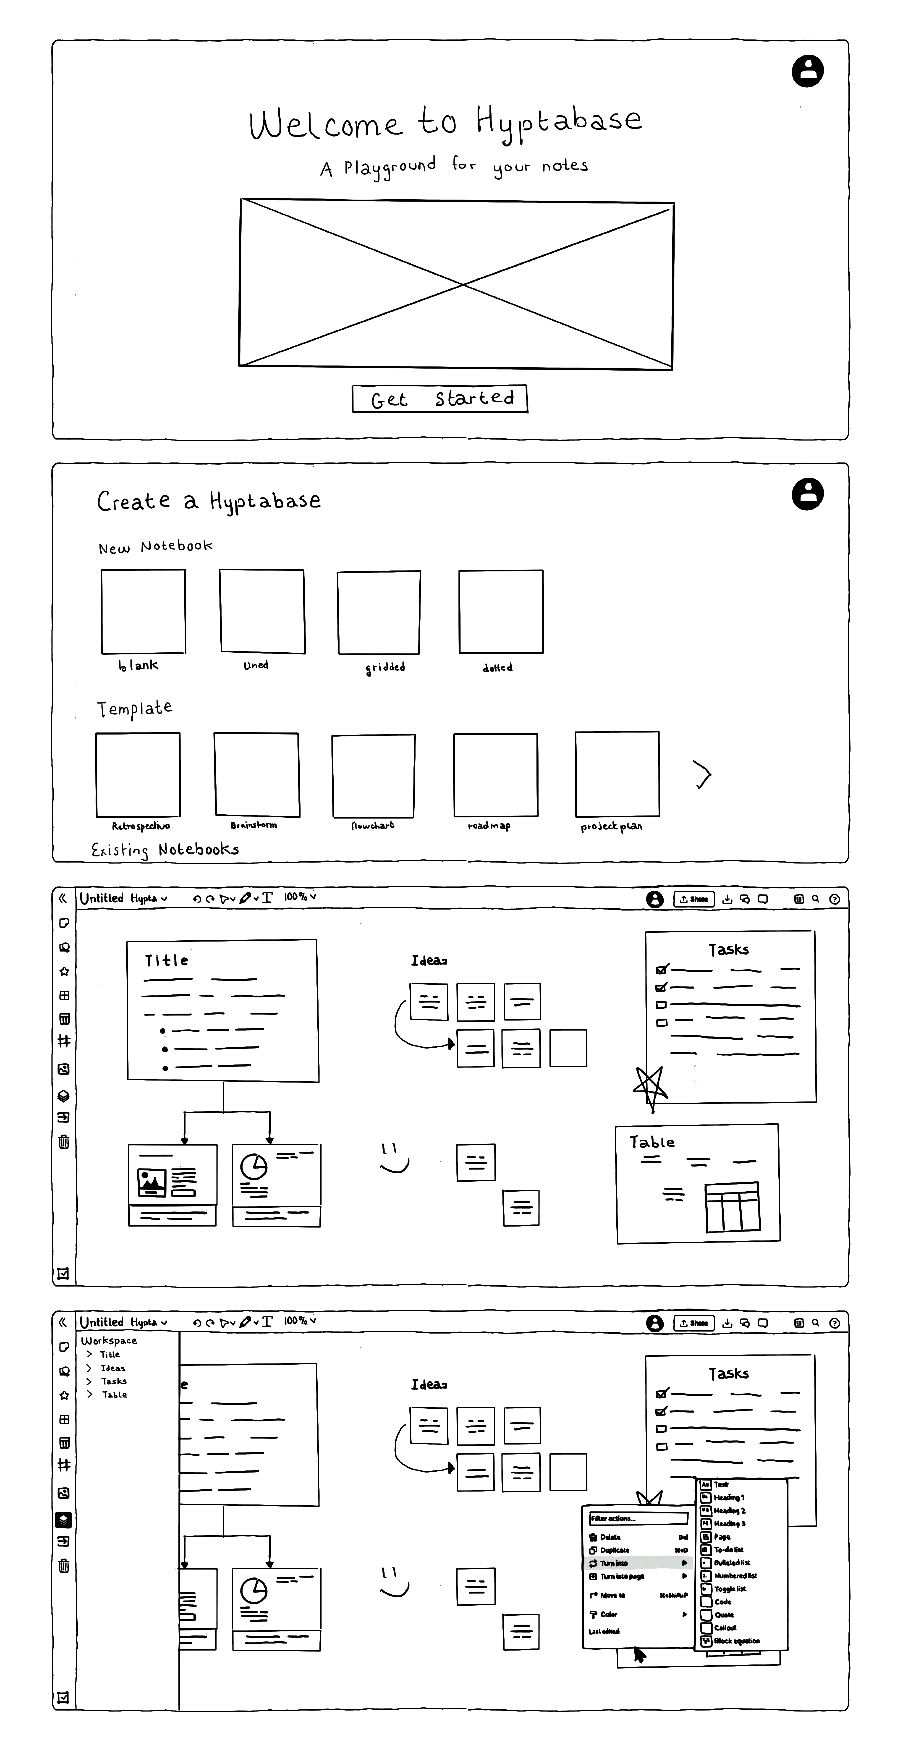 Welcome to Hyptabase
A Playground for your notes
Get Started
Create a Hyptabase
New Notebook
blank lined gridded dotted
Template
Retrospective Brainstorm flowchart roadmap project plan
Existing Notebooks
Untitled Hypta 100% Share
Title
Ideas
Tasks
Table
Untitled Hypta 100% Share
Workspace
> Title
> Ideas
> Tasks
> Table
e
Ideas
Tasks
Filter actions...
Delete Del
Duplicate ⌘+D
Turn into
Turn into page
Move to
Color
Last edited
Text
Heading 1
Heading 2
Heading 3
Page
To-do list
Bulleted list
Numbered list
Toggle list
Code
Quote
Callout
Block equation